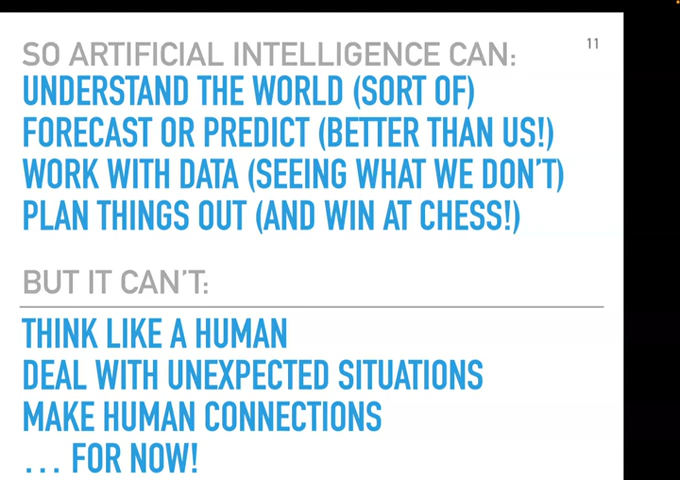 11
SO ARTIFICIAL INTELLIGENCE CAN:
UNDERSTAND THE WORLD (SORT OF)
FORECAST OR PREDICT (BETTER THAN US!)
WORK WITH DATA (SEEING WHAT WE DON'T)
PLAN THINGS OUT (AND WIN AT CHESS!)
BUT IT CAN'T:
THINK LIKE A HUMAN
DEAL WITH UNEXPECTED SITUATIONS
MAKE HUMAN CONNECTIONS
... FOR NOW!